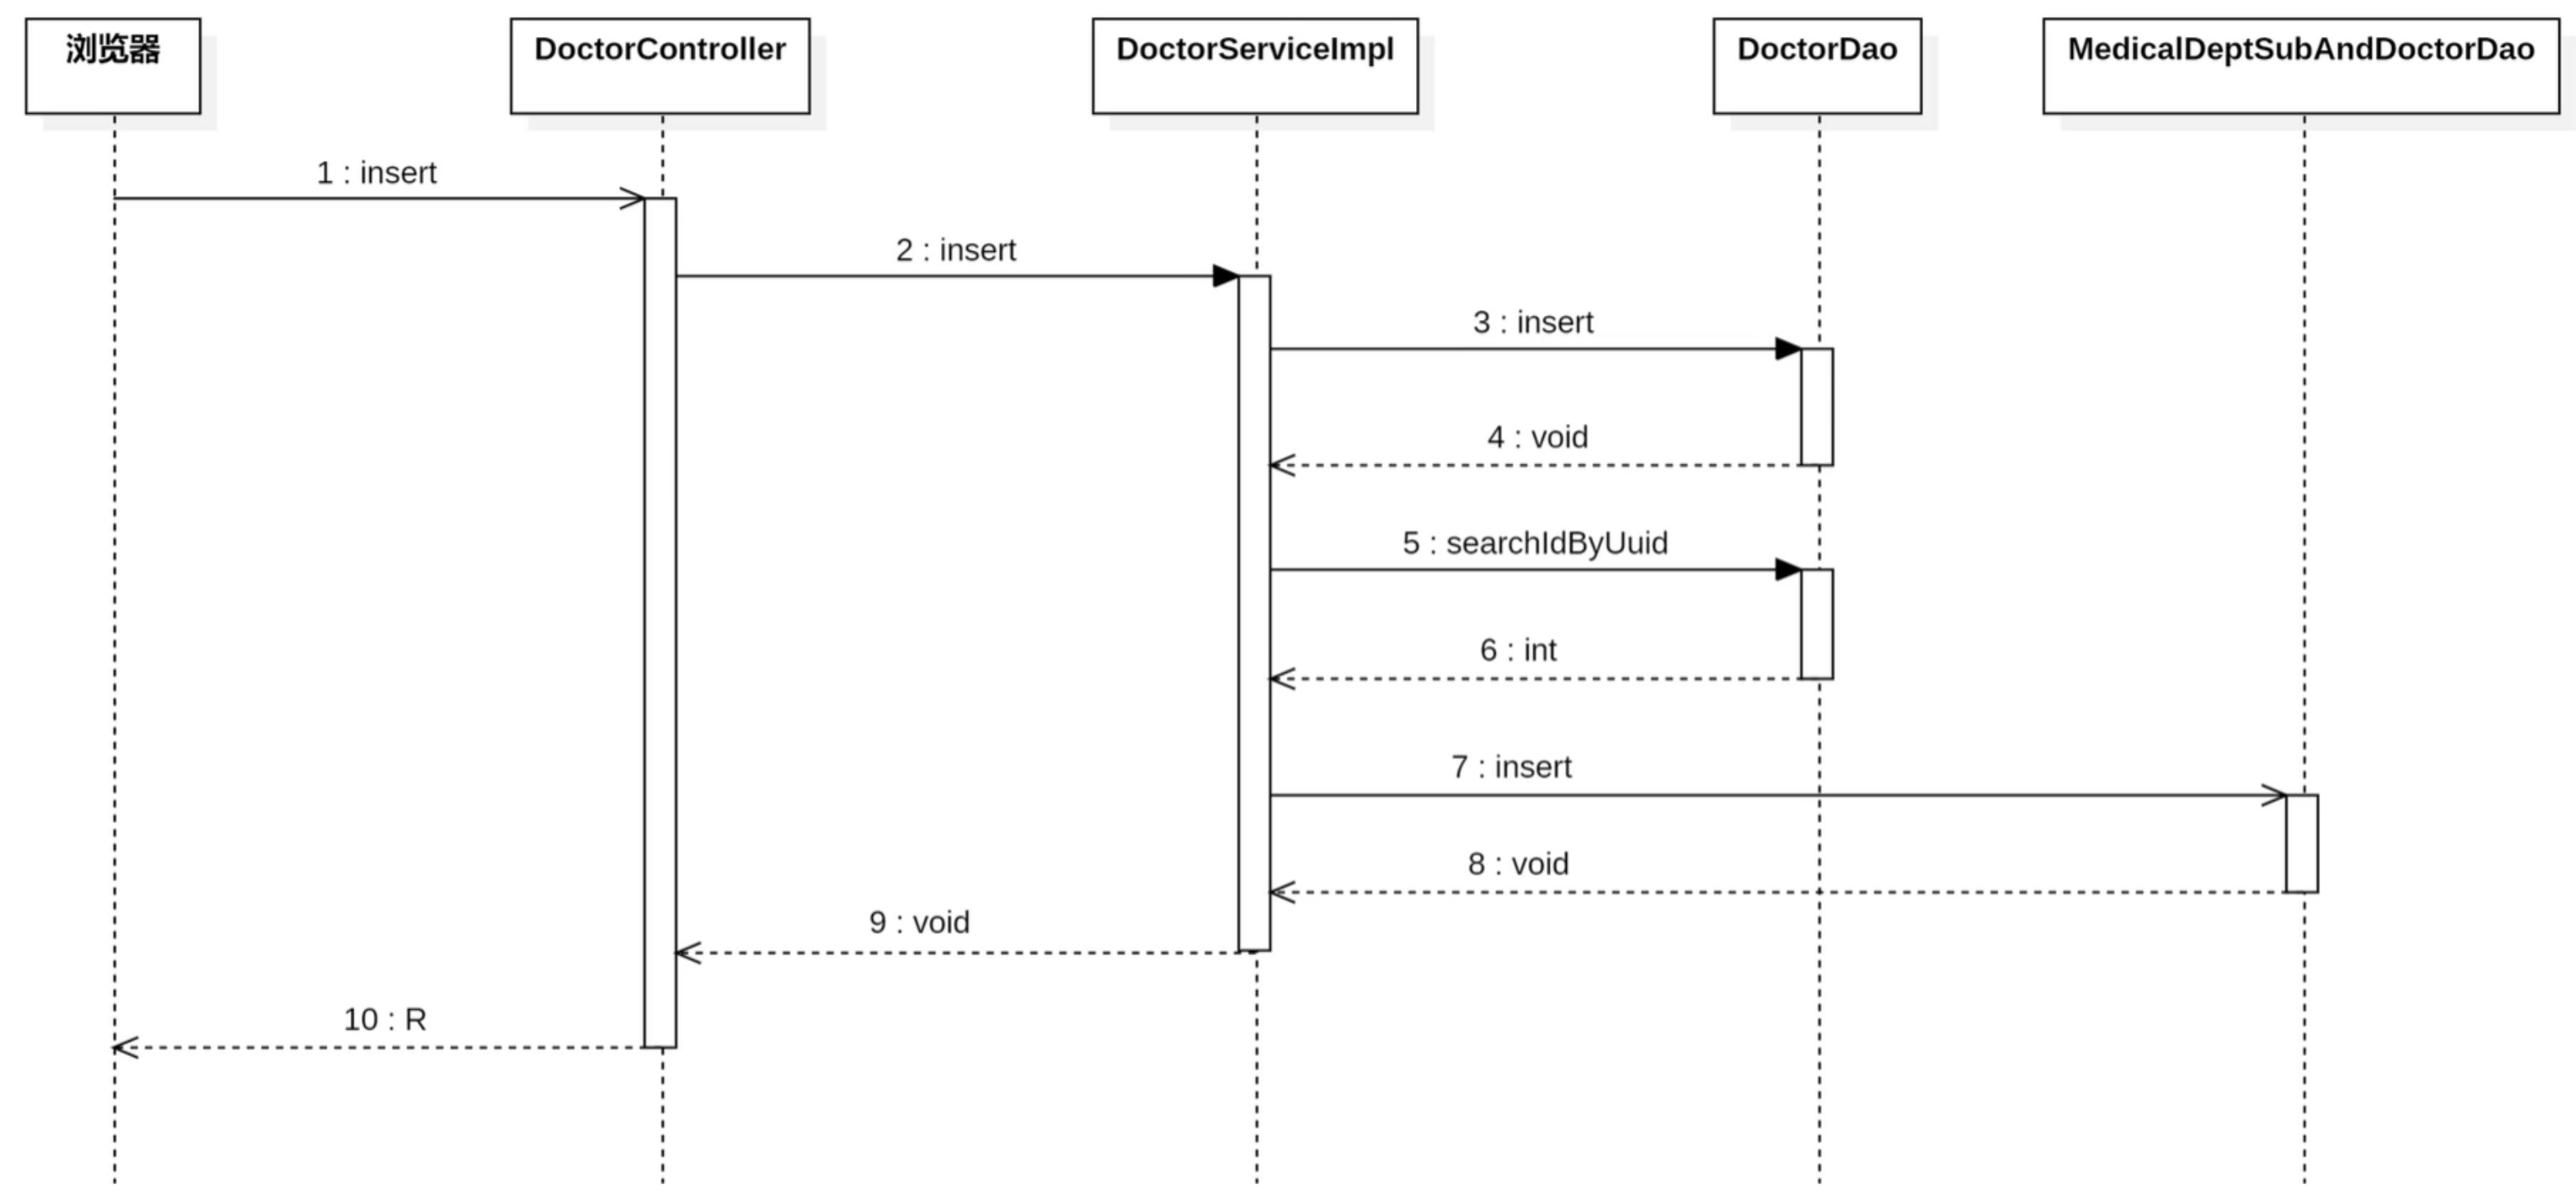 浏览器
DoctorController
DoctorServiceImpl
DoctorDao
MedicalDeptSubAndDoctorDao
1 : insert
2 : insert
3 : insert
4 : void
5 : searchIdByUuid
6 : int
7 : insert
8 : void
9 : void
10 : R